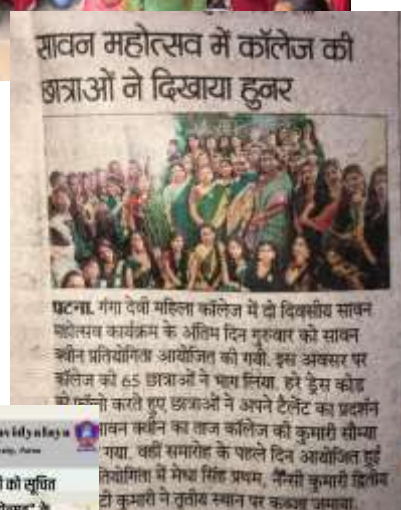 सावन महोत्सव में कॉलेज की
छात्राओं ने दिखाया हुनर
पटना. गंगा देवी महिला कॉलेज में दो दिवसीय सावन
महोत्सव कार्यक्रम के अंतिम दिन गुरुवार को सावन
क्वीन प्रतियोगिता आयोजित की गयी. इस अवसर पर
कॉलेज की 65 छात्राओं ने भाग लिया. हरे ड्रेस कोड
को फॉलो करते हुए छात्राओं ने अपने टैलेंट का प्रदर्शन
सावन क्वीन का ताज कॉलेज की कुमारी सौम्या
गया. वहीं समारोह के पहले दिन आयोजित हुई
प्रतियोगिता में मेधा सिंह प्रथम, नैन्सी कुमारी द्वितीय
टी कुमारी ने तृतीय स्थान पर कब्जा जमाया.
avidyalaya
को सूचित